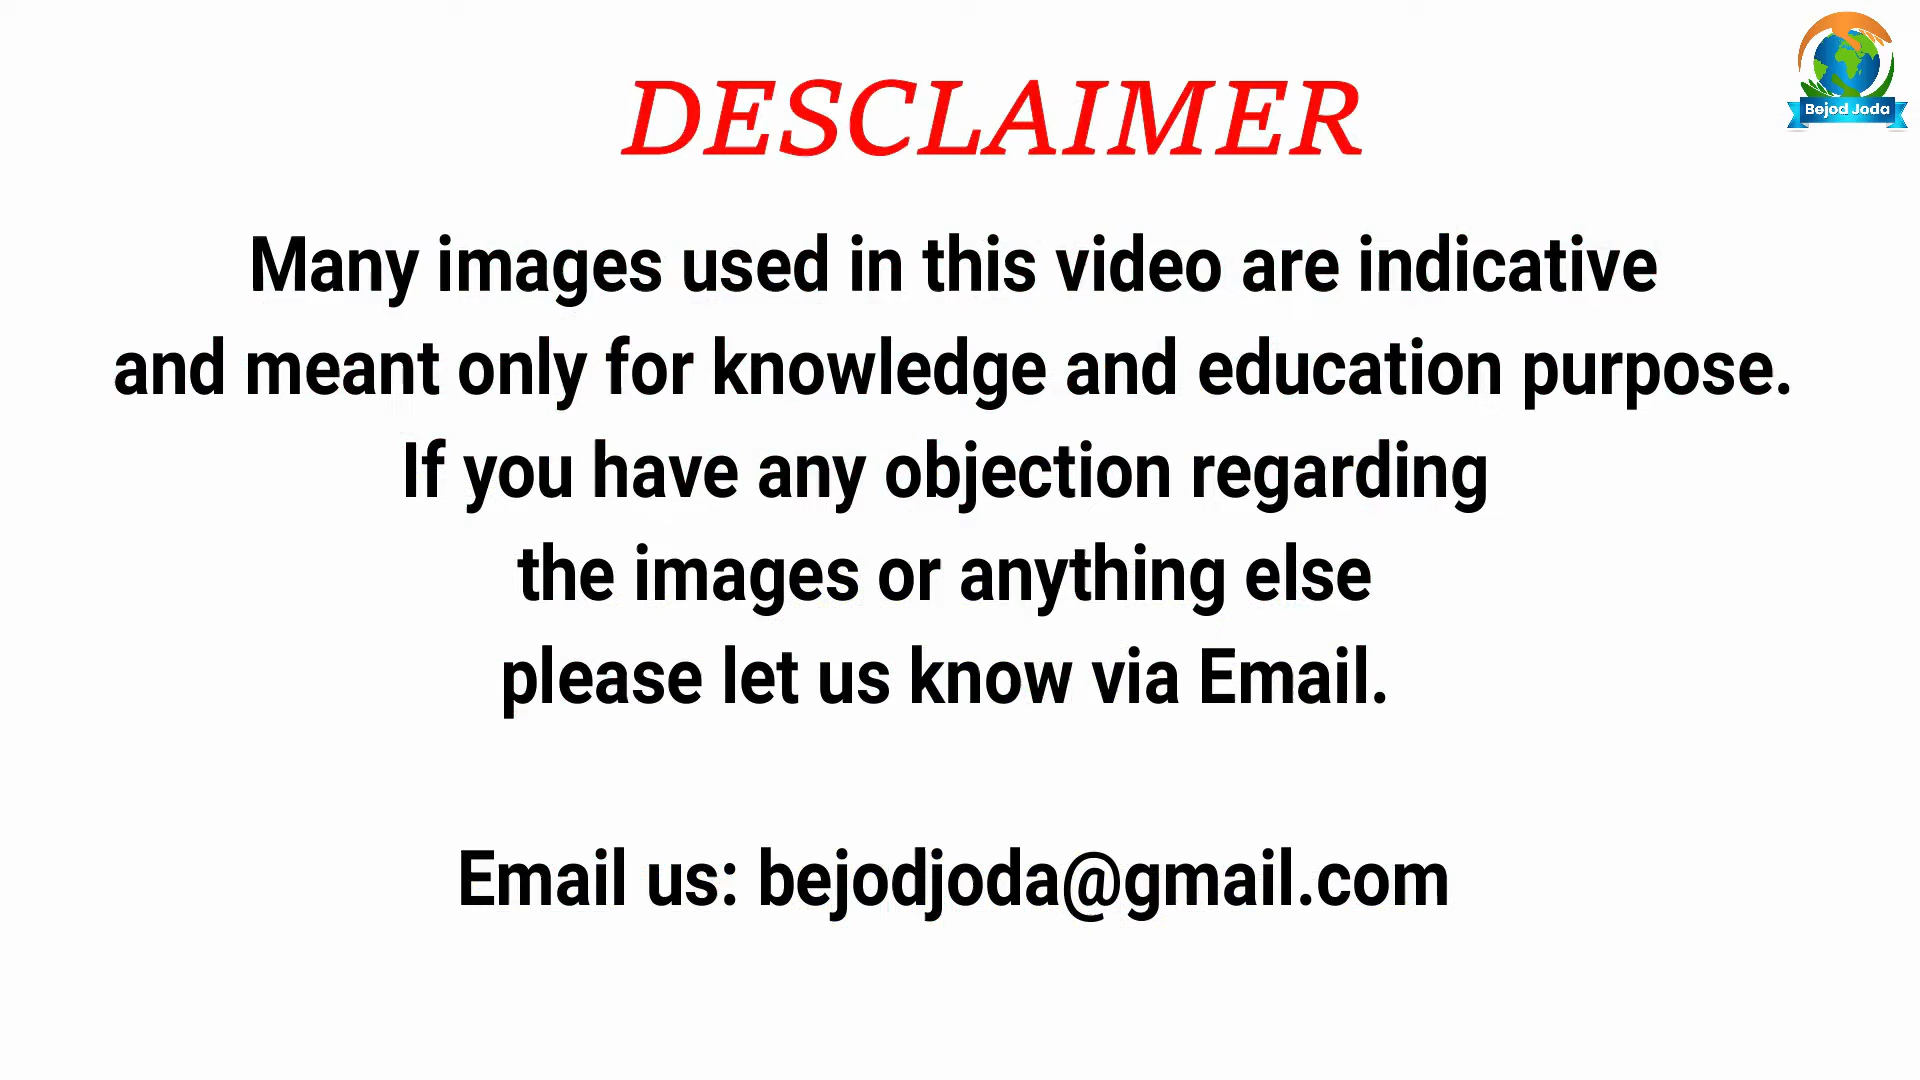 Bejod Joda
DESCLAIMER
Many images used in this video are indicative
and meant only for knowledge and education purpose.
If you have any objection regarding
the images or anything else
please let us know via Email.
Email us: bejodjoda@gmail.com